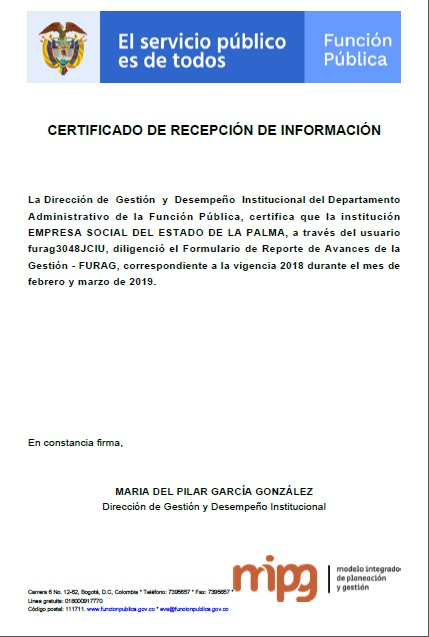 El servicio público
es de todos
Función
Pública
CERTIFICADO DE RECEPCIÓN DE INFORMACIÓN
La Dirección de Gestión y Desempeño Institucional del Departamento
Administrativo de la Función Pública, certifica que la institución
EMPRESA SOCIAL DEL ESTADO DE LA PALMA, a través del usuario
furag3048JCIU, diligenció el Formulario de Reporte de Avances de la
Gestión - FURAG, correspondiente a la vigencia 2018 durante el mes de
febrero y marzo de 2019.
En constancia firma,
MARIA DEL PILAR GARCÍA GONZÁLEZ
Dirección de Gestión y Desempeño Institucional
mipg
modelo integrado
de planeación
y gestión
Carrera 6 No. 12-62, Bogotá, D.C., Colombia * Teléfono: 7395657 * Fax: 7395657 *
Línea gratuita: 018000917770
Código postal: 111711. www.funcionpublica.gov.co * eva@funcionpublica.gov.co